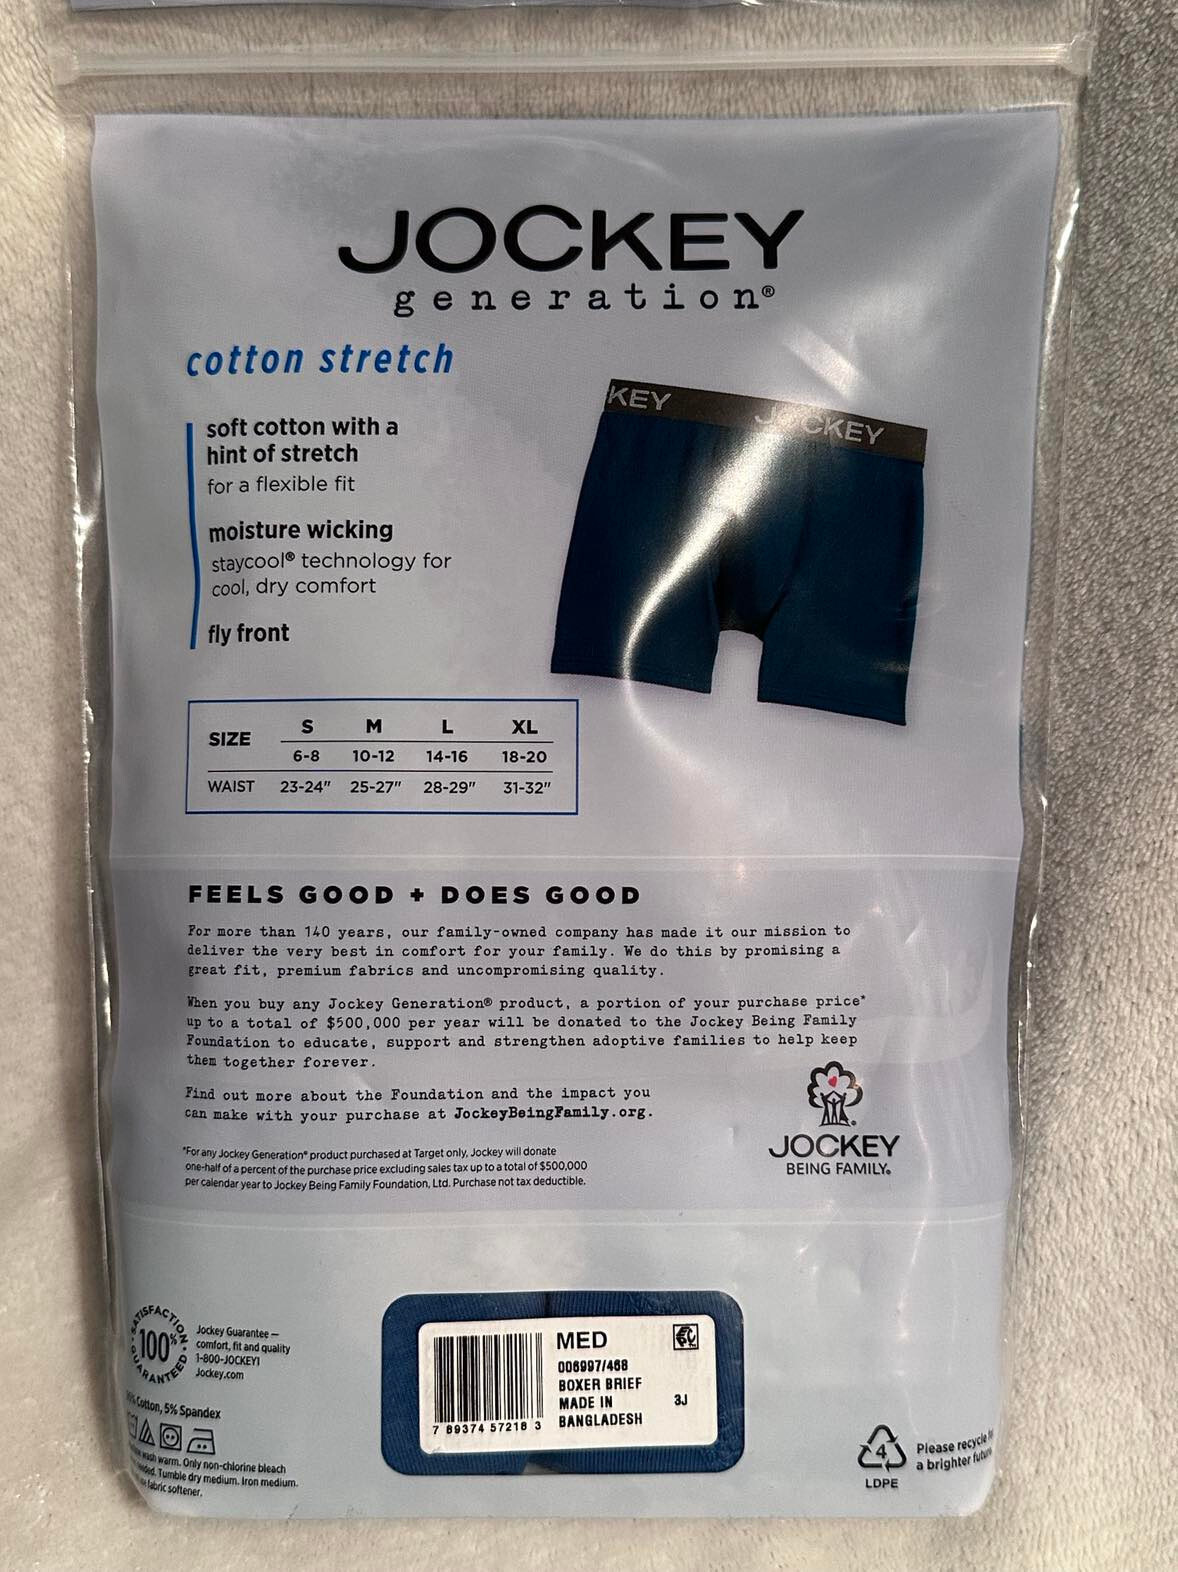 JOCKEY
generation®
cotton stretch
soft cotton with a
hint of stretch
for a flexible fit
moisture wicking
staycool® technology for
cool, dry comfort
fly front
KEY
JOCKEY
SIZE S M L XL
6-8 10-12 14-16 18-20
WAIST 23-24" 25-27" 28-29" 31-32"
FEELS GOOD + DOES GOOD
For more than 140 years, our family-owned company has made it our mission to
deliver the very best in comfort for your family. We do this by promising a
great fit, premium fabrics and uncompromising quality.
When you buy any Jockey Generation® product, a portion of your purchase price*
up to a total of $500,000 per year will be donated to the Jockey Being Family
Foundation to educate, support and strengthen adoptive families to help keep
them together forever.
Find out more about the Foundation and the impact you
can make with your purchase at JockeyBeingFamily.org.
*For any Jockey Generation® product purchased at Target only, Jockey will donate
one-half of a percent of the purchase price excluding sales tax up to a total of $500,000
per calendar year to Jockey Being Family Foundation, Ltd. Purchase not tax deductible.
JOCKEY
BEING FAMILY®
SATISFACTION
100%
GUARANTEED
Jockey Guarantee –
comfort, fit and quality
1-800-JOCKEY1
Jockey.com
Cotton, 5% Spandex
wash warm. Only non-chlorine bleach
needed. Tumble dry medium. Iron medium.
fabric softener.
MED
006997/468
BOXER BRIEF
MADE IN
BANGLADESH
3J
7 89374 57218 3
4
LDPE
Please recycle
a brighter future